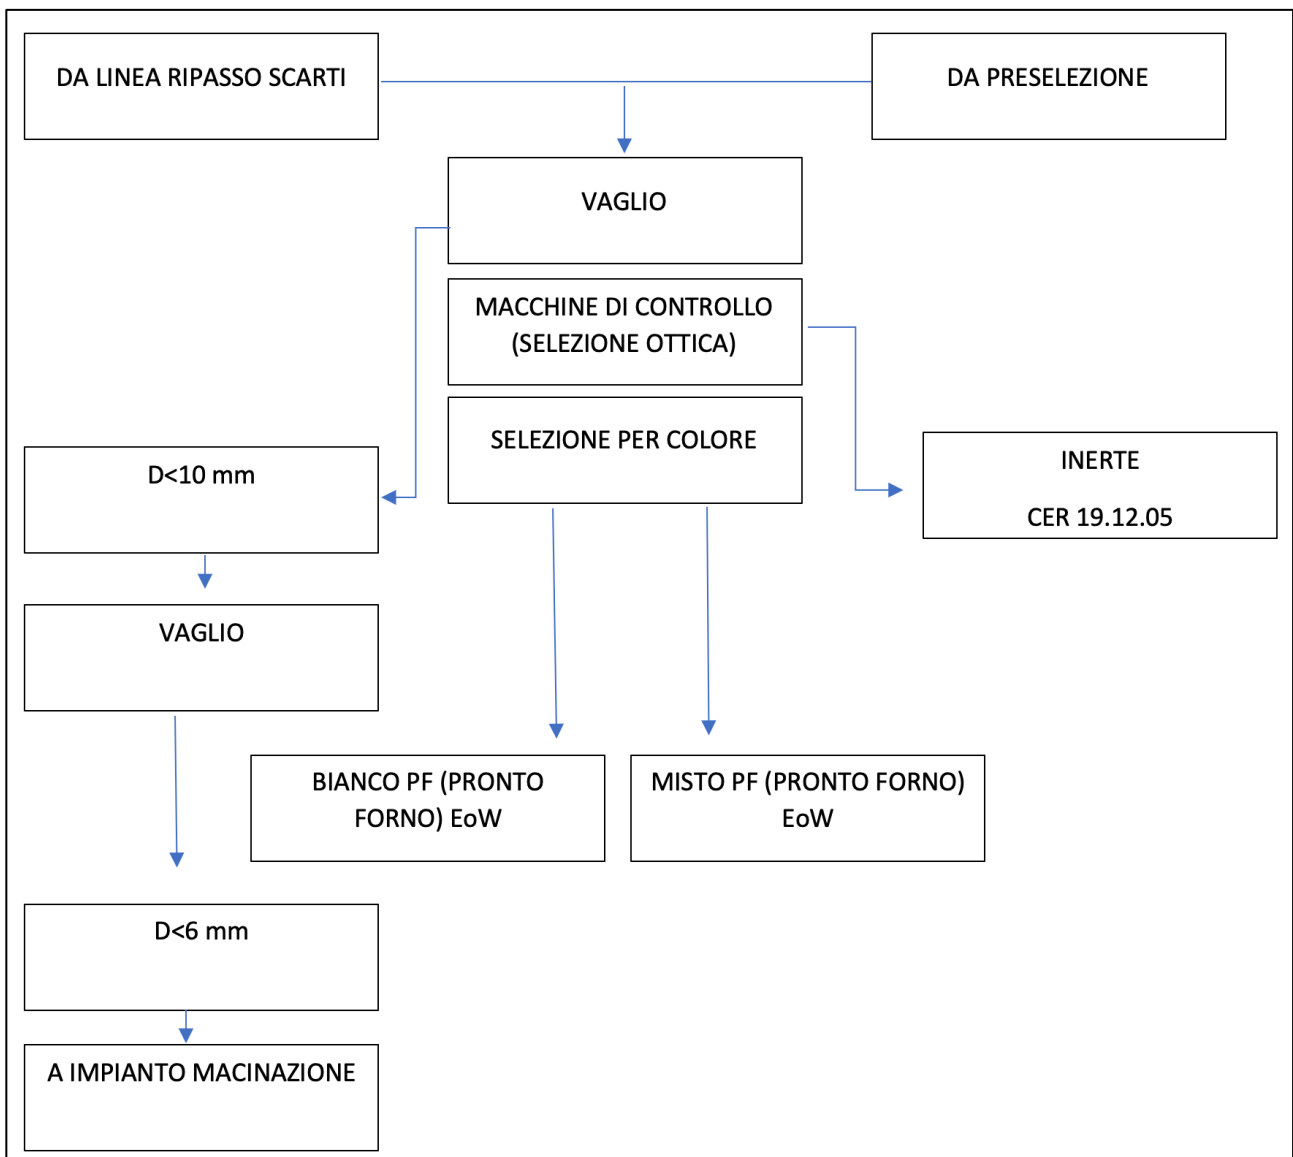 DA LINEA RIPASSO SCARTI
DA PRESELEZIONE
VAGLIO
MACCHINE DI CONTROLLO
(SELEZIONE OTTICA)
SELEZIONE PER COLORE
D<10 mm
INERTE
CER 19.12.05
VAGLIO
BIANCO PF (PRONTO
FORNO) EoW
MISTO PF (PRONTO FORNO)
EoW
D<6 mm
A IMPIANTO MACINAZIONE